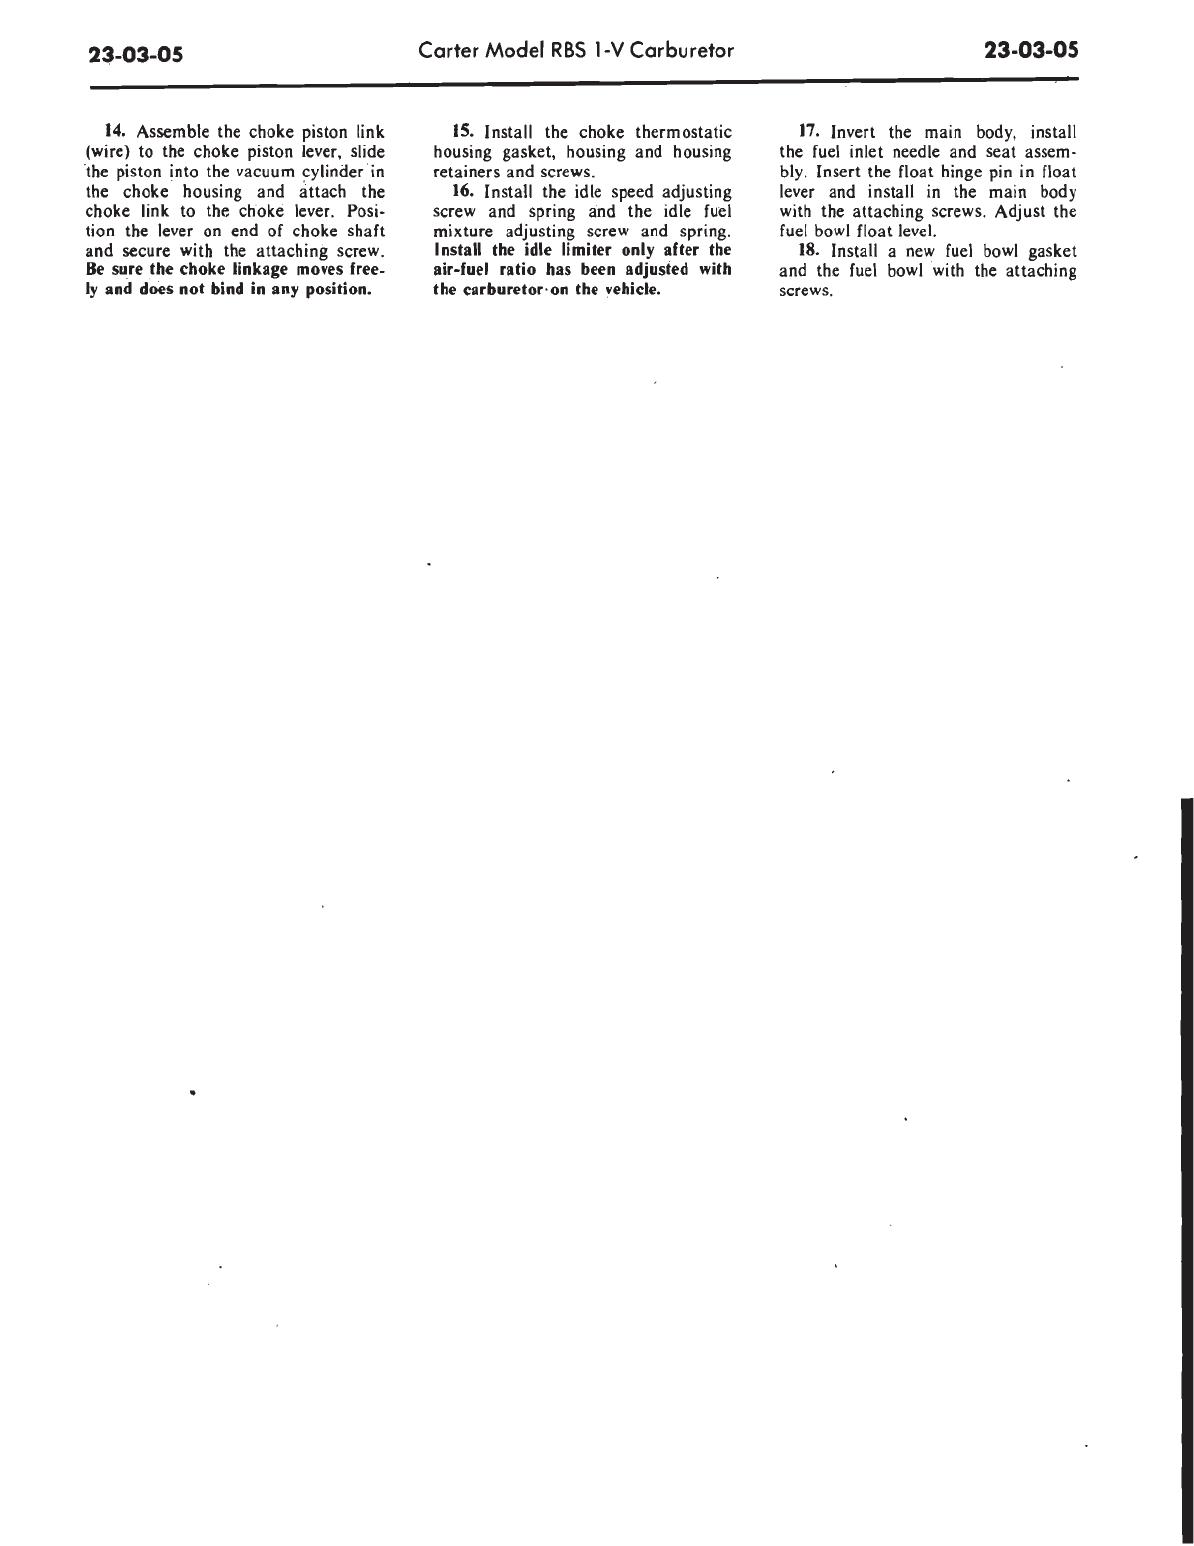 23-03-05
Carter Model RBS 1-V Carburetor
23-03-05
14. Assemble the choke piston link
(wire) to the choke piston lever, slide
the piston into the vacuum cylinder in
the choke housing and attach the
choke link to the choke lever. Posi-
tion the lever on end of choke shaft
and secure with the attaching screw.
Be sure the choke linkage moves free-
ly and does not bind in any position.
15. Install the choke thermostatic
housing gasket, housing and housing
retainers and screws.
16. Install the idle speed adjusting
screw and spring and the idle fuel
mixture adjusting screw and spring.
Install the idle limiter only after the
air-fuel ratio has been adjusted with
the carburetor on the vehicle.
17. Invert the main body, install
the fuel inlet needle and seat assem-
bly. Insert the float hinge pin in float
lever and install in the main body
with the attaching screws. Adjust the
fuel bowl float level.
18. Install a new fuel bowl gasket
and the fuel bowl with the attaching
screws.